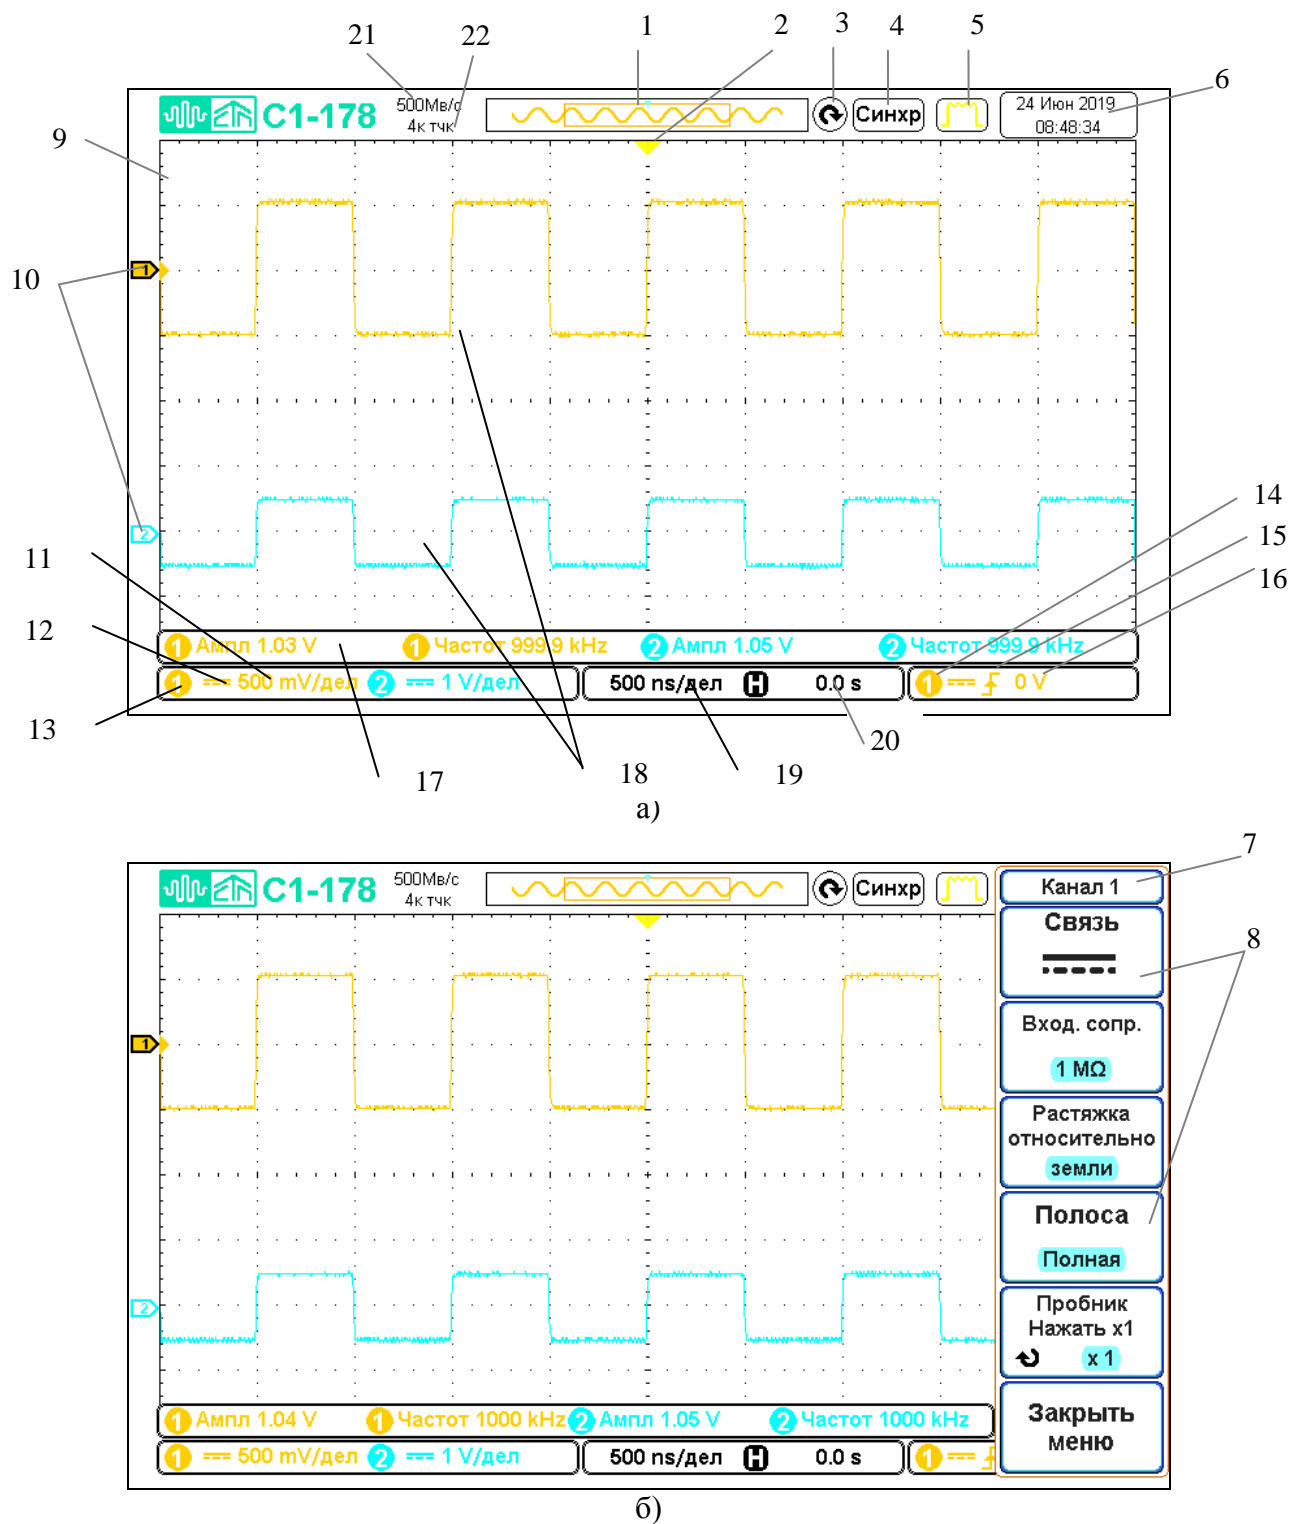 21 22 1 2 3 4 5 6
C1-178
500Мв/с
4к тчк
Синхр
24 Июн 2019
08:48:34
9
1
10
2
14
15
16
11
12
13
1 Ампл 1.03 V 1 Частот 999.9 kHz 2 Ампл 1.05 V 2 Частот 999.9 kHz
1 500 mV/дел 2 1 V/дел 500 ns/дел H 0.0 s 1 0 V
17 18 19 20
а)
7
8
C1-178
500Мв/с
4к тчк
Синхр
Канал 1
Связь
Вход. сопр.
1 MΩ
Растяжка
относительно
земли
Полоса
Полная
Пробник
Нажать x1
x 1
Закрыть
меню
1
2
1 Ампл 1.04 V 1 Частот 1000 kHz 2 Ампл 1.05 V 2 Частот 1000 kHz
1 500 mV/дел 2 1 V/дел 500 ns/дел H 0.0 s 1
б)